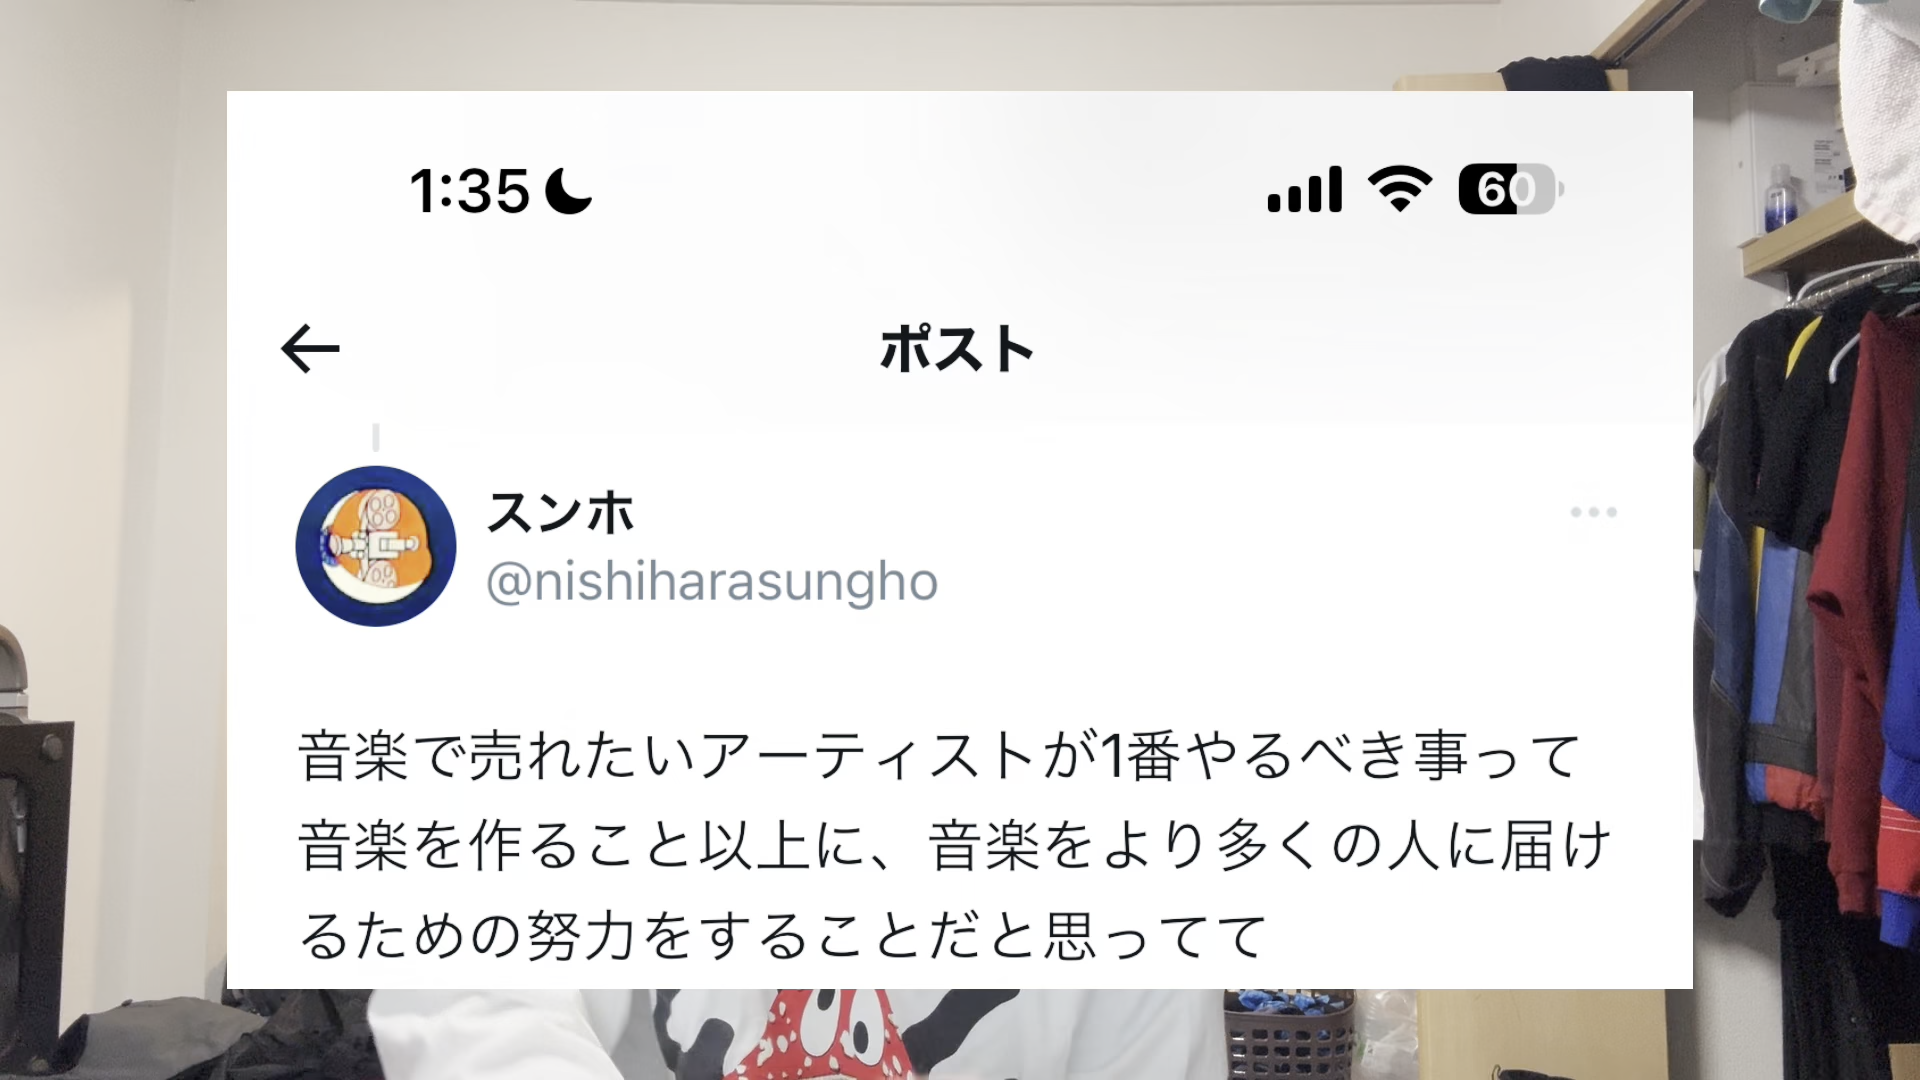 1:35
60
ポスト
スンホ
@nishiharasungho
音楽で売れたいアーティストが1番やるべき事って
音楽を作ること以上に、音楽をより多くの人に届け
るための努力をすることだと思ってて